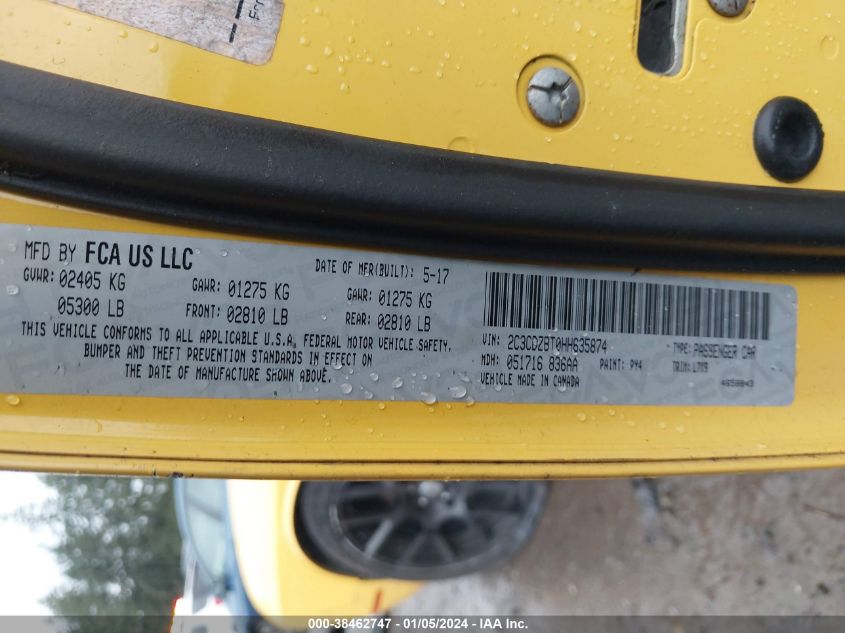 MFD BY FCA US LLC
DATE OF MFR(BUILT): 5-17
GVWR: 02405 KG
GAWR: 01275 KG
GAWR: 01275 KG
05300 LB
FRONT: 02810 LB
REAR: 02810 LB
THIS VEHICLE CONFORMS TO ALL APPLICABLE U.S.A. FEDERAL MOTOR VEHICLE SAFETY,
BUMPER AND THEFT PREVENTION STANDARDS IN EFFECT ON
THE DATE OF MANUFACTURE SHOWN ABOVE.
VIN: 2C3CDZBT0HH635874
TYPE: PASSENGER CAR
MDH: 051716 836AA
PAINT: PY4
TRIM: L7X9
VEHICLE MADE IN CANADA
4658843
000-38462747 - 01/05/2024 - IAA Inc.